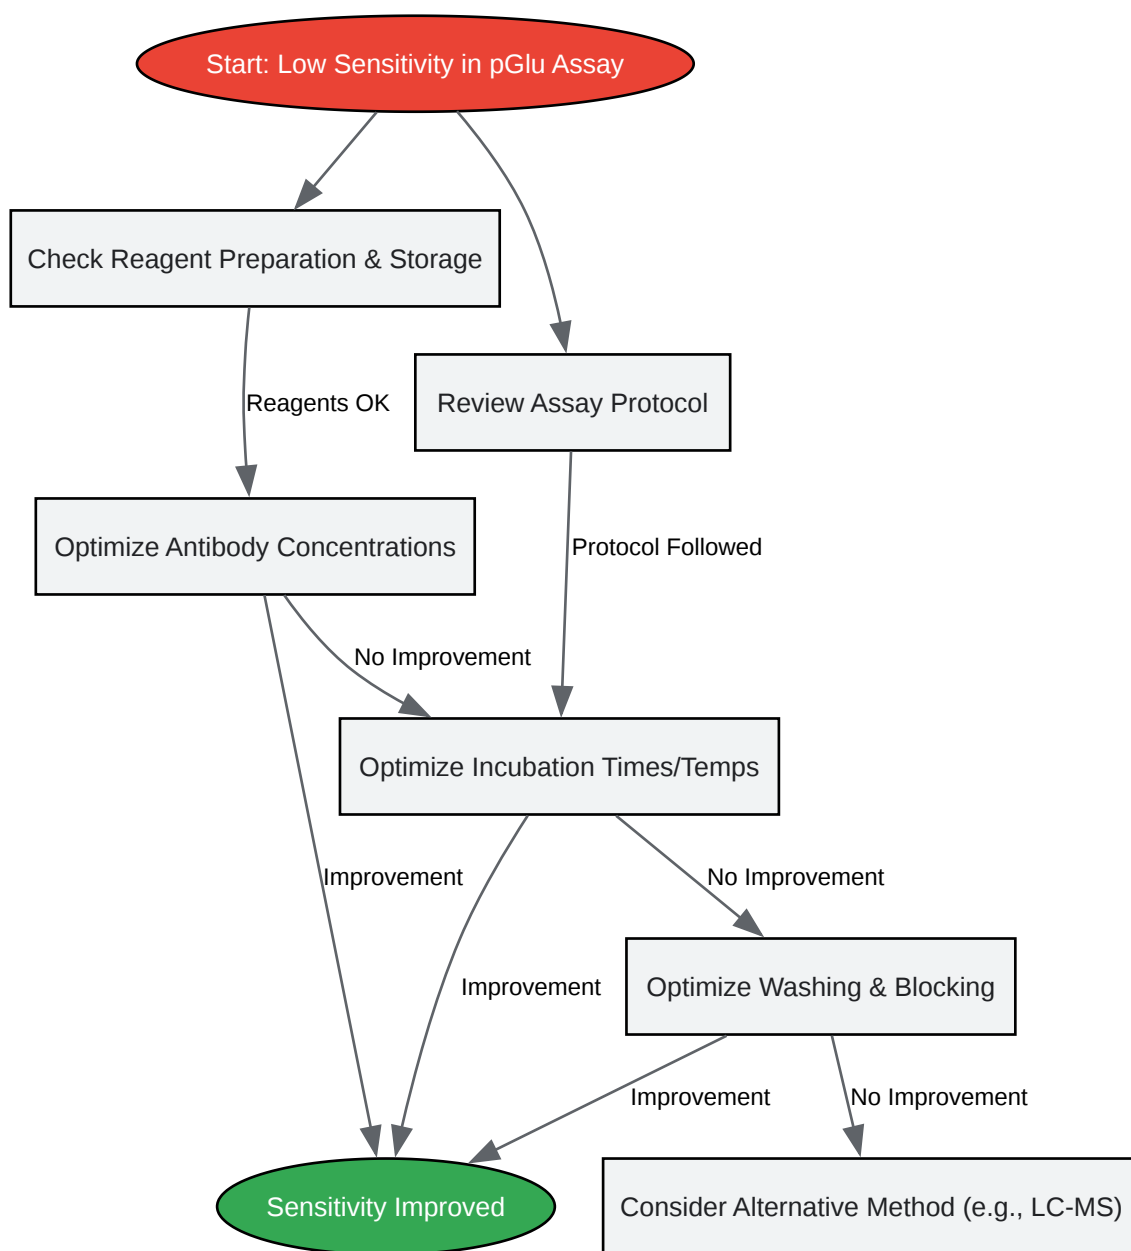 Start: Low Sensitivity in pGlu Assay
Check Reagent Preparation & Storage
Reagents OK
Review Assay Protocol
Optimize Antibody Concentrations
Protocol Followed
No Improvement
Optimize Incubation Times/Temps
Improvement
No Improvement
Improvement
Optimize Washing & Blocking
Improvement
No Improvement
Sensitivity Improved
Consider Alternative Method (e.g., LC-MS)